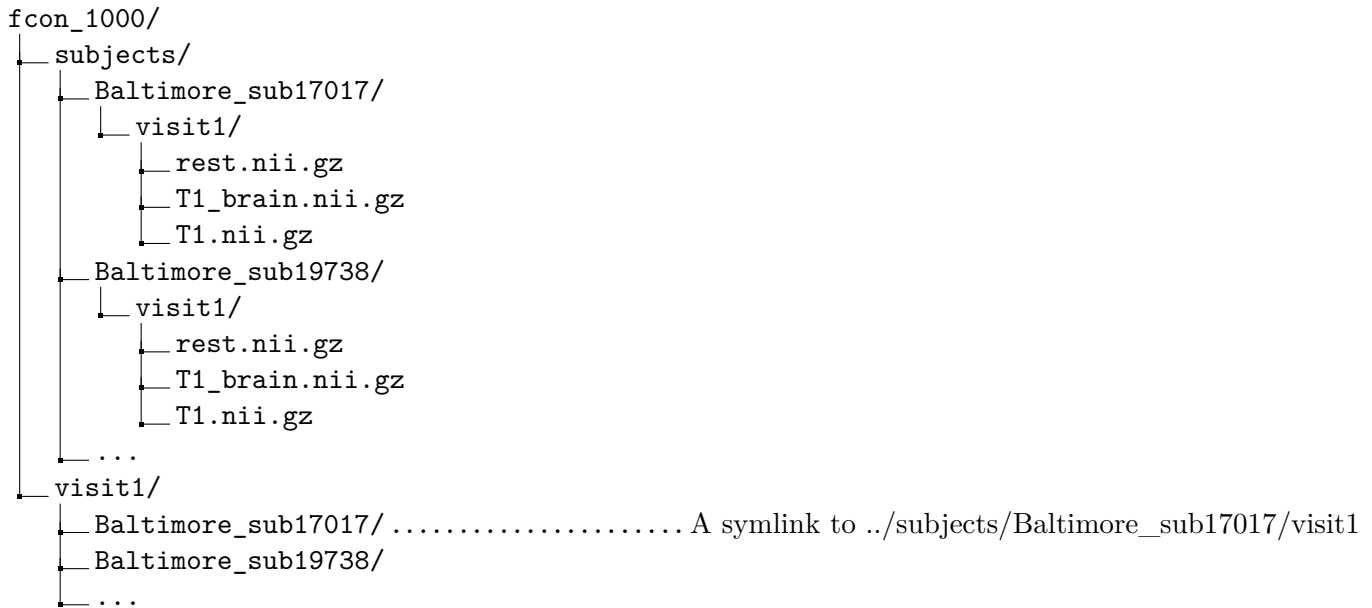 fcon_1000/
subjects/
Baltimore_sub17017/
visit1/
rest.nii.gz
T1_brain.nii.gz
T1.nii.gz
Baltimore_sub19738/
visit1/
rest.nii.gz
T1_brain.nii.gz
T1.nii.gz
...
visit1/
Baltimore_sub17017/ ...................... A symlink to ../subjects/Baltimore_sub17017/visit1
Baltimore_sub19738/
...